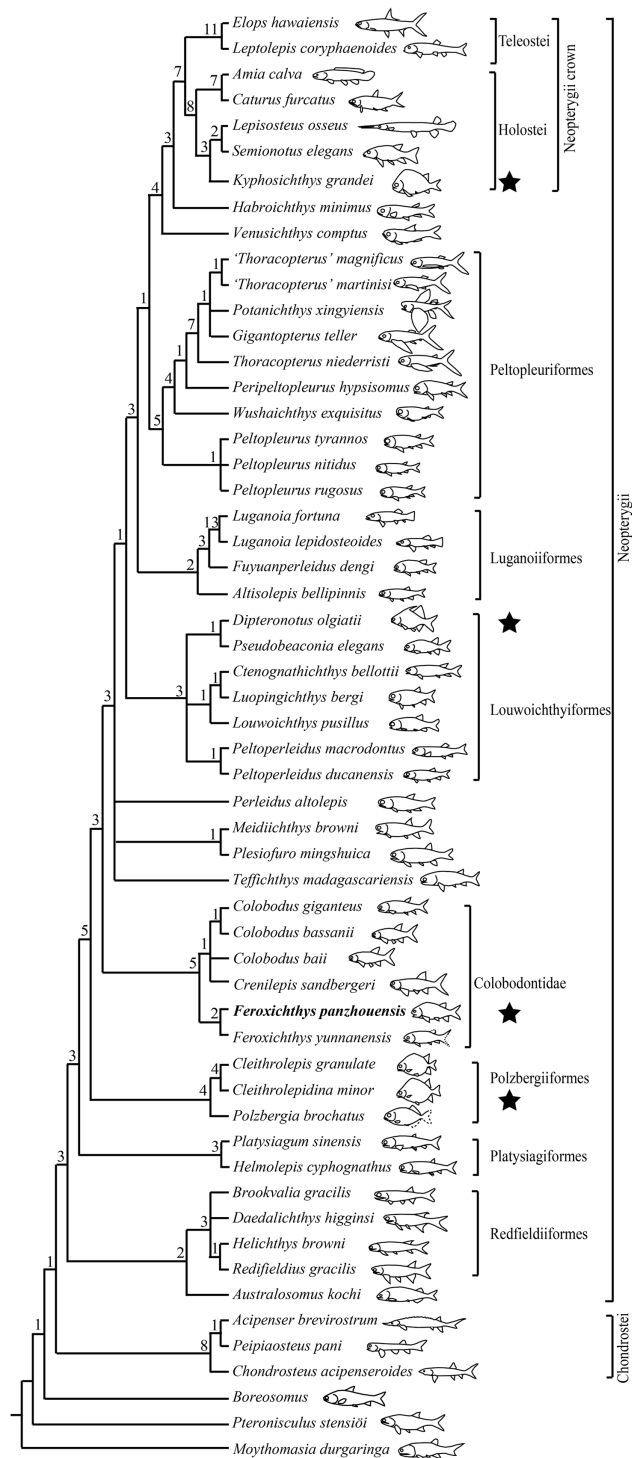 11 Elops hawaiensis
Leptolepis coryphaenoides
Teleostei
7
7 Amia calva
8
Caturus furcatus
Holostei
Neopterygii crown
2 Lepisosteus osseus
3
3 Semionotus elegans
Kyphosichthys grandei
4
Habroichthys minimus
Venusichthys comptus
1 'Thoracopterus' magnificus
'Thoracopterus' martinisi
1
1
Potanichthys xingyiensis
7
Gigantopterus teller
1
Thoracopterus niederristi
Peltopleuriformes
4
Peripeltopleurus hypsisomus
3
5
Wushaichthys exquisitus
Peltopleurus tyrannos
1 Peltopleurus nitidus
Peltopleurus rugosus
Neopterygii
13 Luganoia fortuna
1
3
Luganoia lepidosteoides
2
Fuyuanperleidus dengi
Luganoiiformes
Altisolepis bellipinnis
1 Dipteronotus olgiatii
Pseudobeaconia elegans
3
1 Ctenognathichthys bellottii
1
Luopingichthys bergi
3
Louwoichthys pusillus
Louwoichthyiformes
1 Peltoperleidus macrodontus
Peltoperleidus ducanensis
Perleidus altolepis
3
1 Meidiichthys browni
Plesiofuro mingshuica
Teffichthys madagascariensis
1 Colobodus giganteus
5
1
Colobodus bassanii
5
Colobodus baii
Crenilepis sandbergeri
Colobodontidae
2 Feroxichthys panzhouensis
Feroxichthy yunnanensis
3
4 Cleithrolepis granulate
4
Cleithrolepidina minor
Polzbergiiformes
Polzbergia brochatus
3
3 Platysiagum sinensis
Helmolepis cyphognathus
Platysiagiformes
Brookvalia gracilis
3
Daedalichthys higginsi
2
1 Helichthys browni
Redfieldiiformes
Redifieldius gracilis
1
Australosomus kochi
1 Acipenser brevirostrum
1
8
Peipiaosteus pani
Chondrostei
Chondrosteus acipenseroides
Boreosomus
Pteronisculus stensiöi
Moythomasia durgaringa